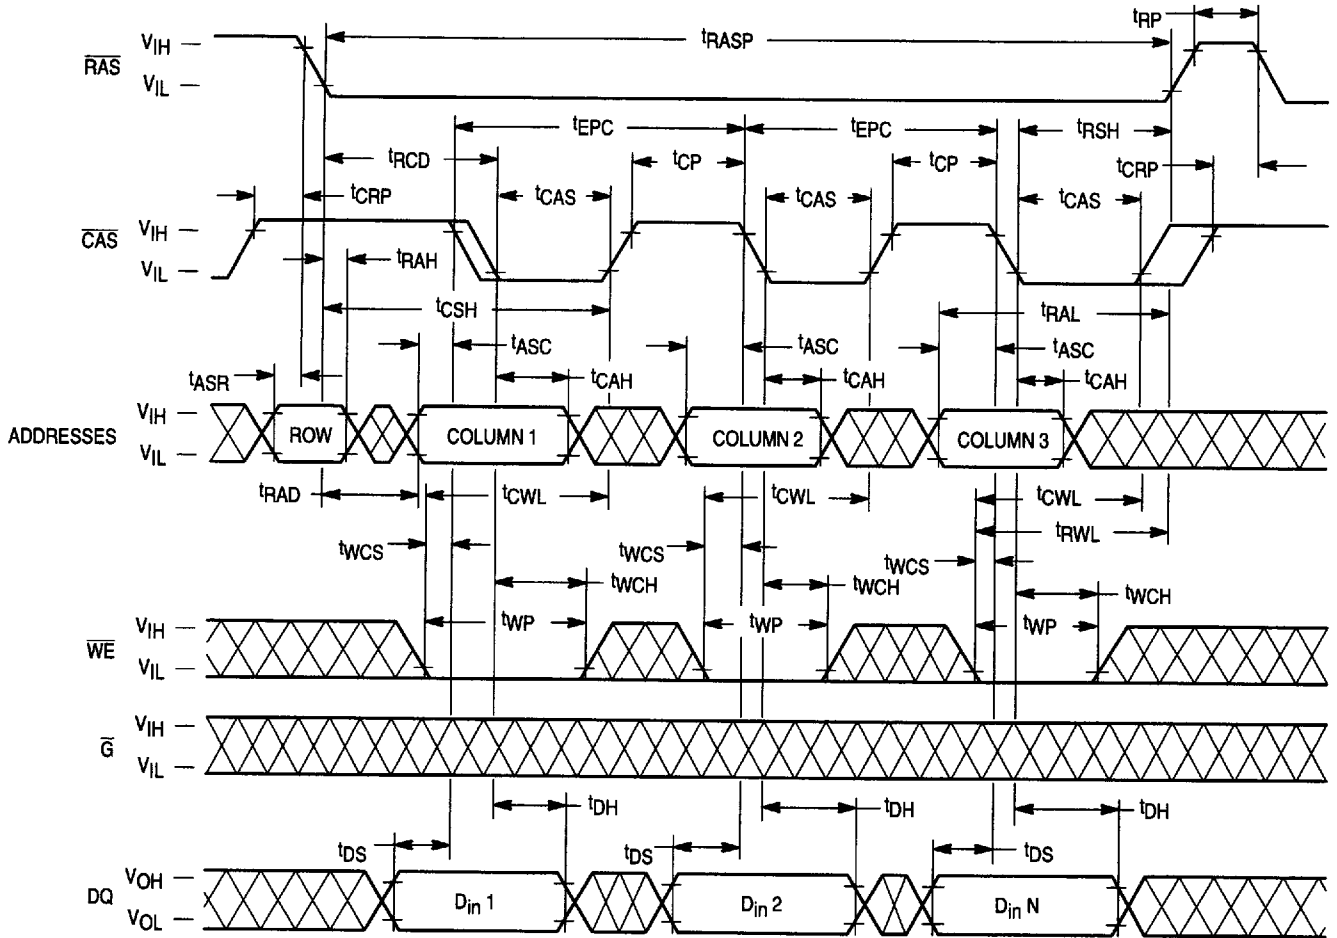 tRP
VIH
tRASP
RAS
VIL
tEPC tEPC tRSH
tRCD tCP tCP tCRP
tCRP tCAS tCAS tCAS
VIH
CAS
VIL
tRAH
tCSH tRAL
tASC tASC tASC
tASR tCAH tCAH tCAH
VIH
ADDRESSES ROW COLUMN 1 COLUMN 2 COLUMN 3
VIL
tRAD tCWL tCWL tCWL
tRWL
tWCS tWCS tWCS
tWCH tWCH tWCH
VIH tWP tWP tWP
WE
VIL
VIH
G
VIL
tDH tDH tDH
tDS tDS tDS
VOH
DQ Din 1 Din 2 Din N
VOL